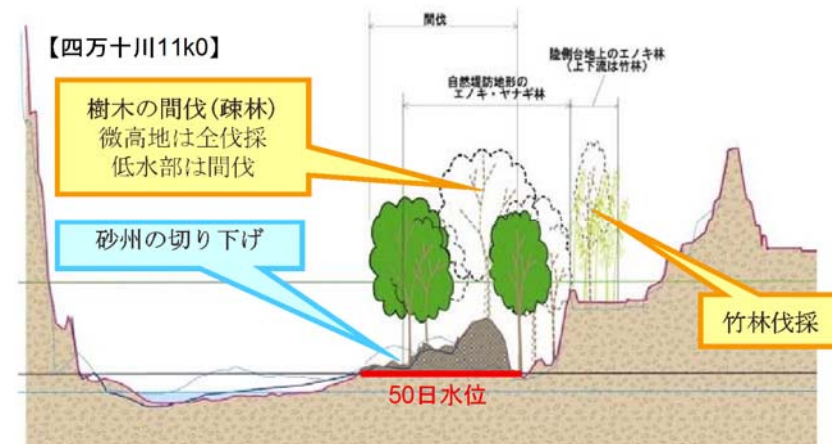 間伐
【四万十川11k0】
陸側台地上のエノキ林
(上下流は竹林)
自然堤防地形の
エノキ・ヤナギ林
樹木の間伐(疎林)
微高地は全伐採
低水部は間伐
砂州の切り下げ
竹林伐採
50日水位